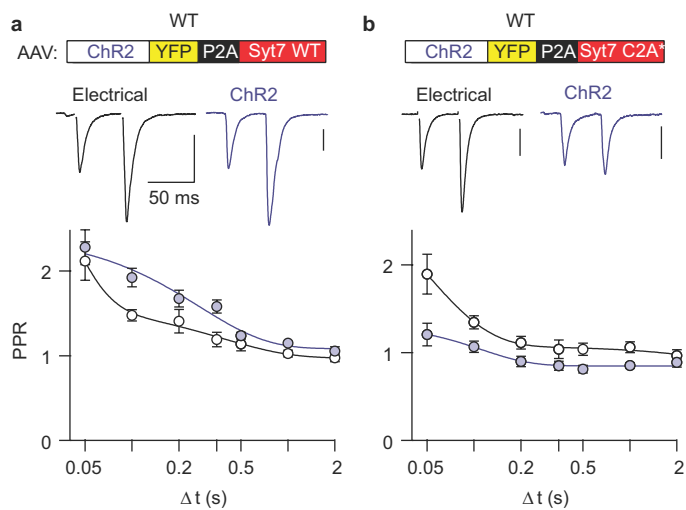 a
WT
AAV: ChR2 YFP P2A Syt7 WT
Electrical
ChR2
50 ms
PPR
2
1
0
0.05 0.2 0.5 2
Δ t (s)
b
WT
ChR2 YFP P2A Syt7 C2A*
Electrical
ChR2
2
1
0
0.05 0.2 0.5 2
Δ t (s)